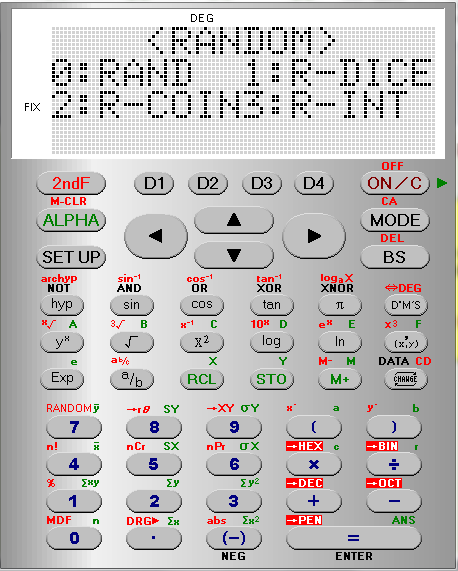 DEG
<RANDOM>
0:RAND 1:R-DICE
FIX 2:R-COIN3:R-INT
OFF
2ndF D1 D2 D3 D4 ON/C
M-CLR CA
ALPHA MODE
DEL
SET UP BS
archyp sin⁻¹ cos⁻¹ tan⁻¹ logₐX ⇔DEG
NOT AND OR XOR XNOR
hyp sin cos tan π D°M'S
ˣ√ A ³√ B x⁻¹ C 10ˣ D eˣ E x³ F
yˣ √ X² log ln (x,y)
e a b/c X Y M- M DATA CD
Exp a/b RCL STO M+ CHANGE
RANDOM ȳ →rθ SY →XY σY x´ a y´ b
7 8 9 ( )
n! x̄ nCr SX nPr σX →HEX c →BIN r
4 5 6 × ÷
% Σxy Σy Σy² →DEC →OCT
1 2 3 + −
MDF n DRG▶ Σx abs Σx² →PEN ANS
0 · (−) =
NEG ENTER